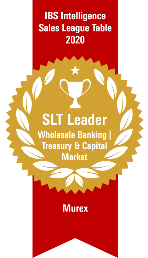 IBS Intelligence
Sales League Table
2020
SLT Leader
Wholesale Banking |
Treasury & Capital
Market
Murex